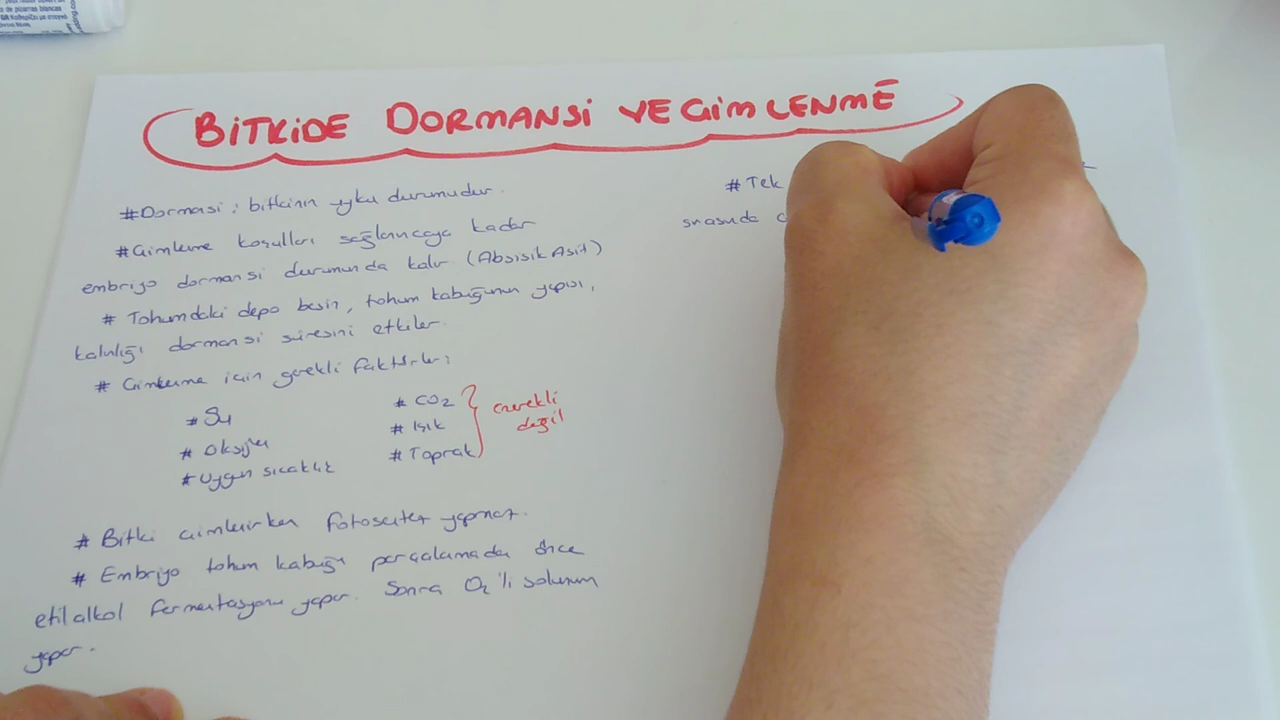 BİTKİDE DORMANSİ VE ÇİMLENME
#Dormasi : bitkinin uyku durumudur.
#Çimlenme koşulları sağlanıncaya kadar
embriyo dormansi durumunda kalır (Absisik Asit)
# Tohumdaki depo besin, tohum kabuğunun yapısı,
kalınlığı dormansi süresini etkiler.
# Çimlenme için gerekli faktörler:
# Su
# Oksijen
# Uygun sıcaklık
# CO2
# Işık
# Toprak
Gerekli
değil
# Bitki çimlenirken fotosentez yapmaz.
# Embriyo tohum kabuğu parçalamadan önce
etil alkol fermentasyonu yapar. Sonra O2'li solunum
yapar.
# Tek
sırasında